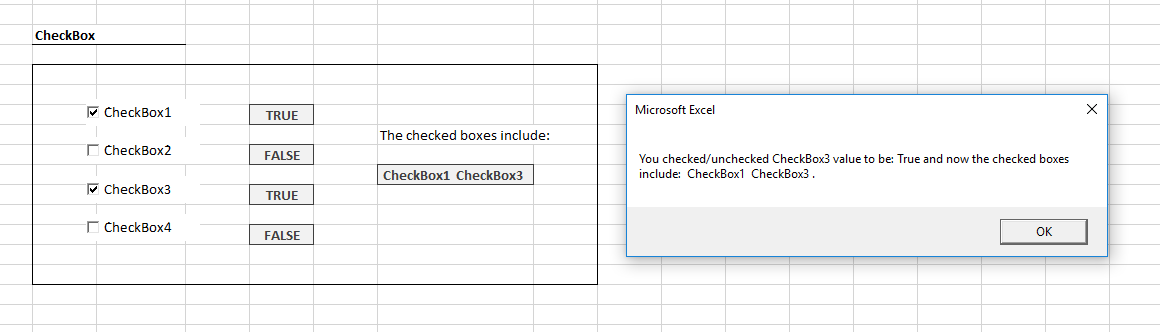 CheckBox
CheckBox1
TRUE
CheckBox2
FALSE
CheckBox3
TRUE
CheckBox4
FALSE
The checked boxes include:
CheckBox1 CheckBox3
Microsoft Excel
You checked/unchecked CheckBox3 value to be: True and now the checked boxes
include: CheckBox1 CheckBox3 .
OK